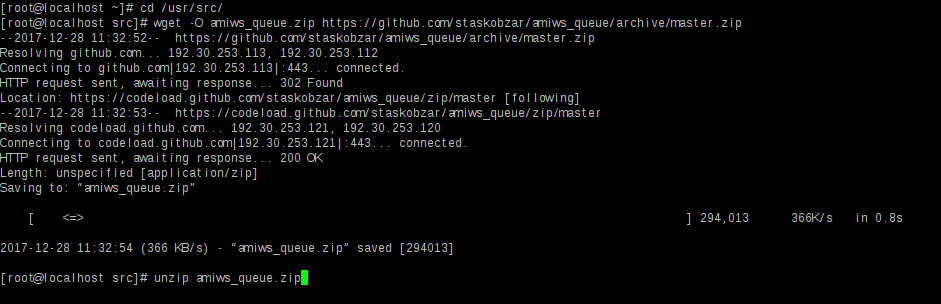 [root@localhost ~]# cd /usr/src/
[root@localhost src]# wget -O amiws_queue.zip https://github.com/staskobzar/amiws_queue/archive/master.zip
--2017-12-28 11:32:52--  https://github.com/staskobzar/amiws_queue/archive/master.zip
Resolving github.com... 192.30.253.113, 192.30.253.112
Connecting to github.com|192.30.253.113|:443... connected.
HTTP request sent, awaiting response... 302 Found
Location: https://codeload.github.com/staskobzar/amiws_queue/zip/master [following]
--2017-12-28 11:32:53--  https://codeload.github.com/staskobzar/amiws_queue/zip/master
Resolving codeload.github.com... 192.30.253.121, 192.30.253.120
Connecting to codeload.github.com|192.30.253.121|:443... connected.
HTTP request sent, awaiting response... 200 OK
Length: unspecified [application/zip]
Saving to: “amiws_queue.zip”
[    <=>    ] 294,013     366K/s   in 0.8s
2017-12-28 11:32:54 (366 KB/s) - “amiws_queue.zip” saved [294013]
[root@localhost src]# unzip amiws_queue.zip